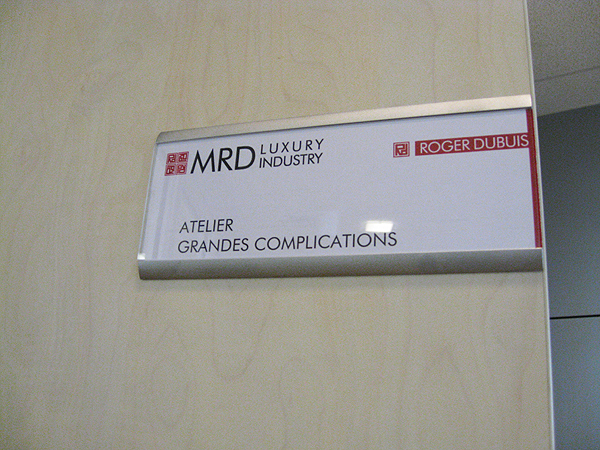 MRD LUXURY
INDUSTRY
ROGER DUBUIS
ATELIER
GRANDES COMPLICATIONS